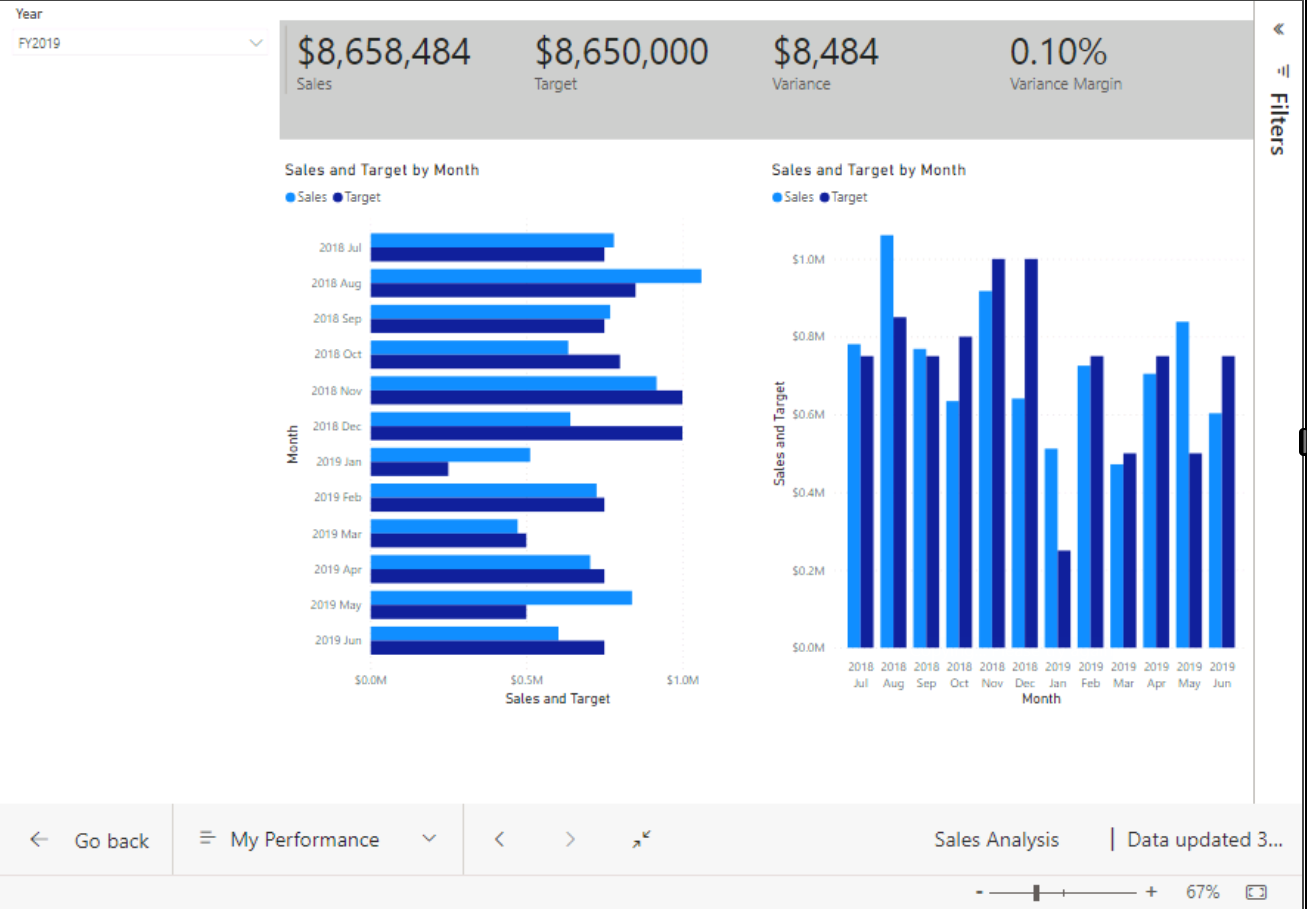 Year
FY2019
$8,658,484
Sales
$8,650,000
Target
$8,484
Variance
0.10%
Variance Margin
Filters
Sales and Target by Month
Sales Target
2018 Jul
2018 Aug
2018 Sep
2018 Oct
2018 Nov
2018 Dec
2019 Jan
2019 Feb
2019 Mar
2019 Apr
2019 May
2019 Jun
Month
$0.0M $0.5M $1.0M
Sales and Target
Sales and Target by Month
Sales Target
$1.0M
$0.8M
$0.6M
$0.4M
$0.2M
$0.0M
Sales and Target
2018 2018 2018 2018 2018 2018 2019 2019 2019 2019 2019 2019
Jul Aug Sep Oct Nov Dec Jan Feb Mar Apr May Jun
Month
Go back My Performance Sales Analysis | Data updated 3...
- + 67%